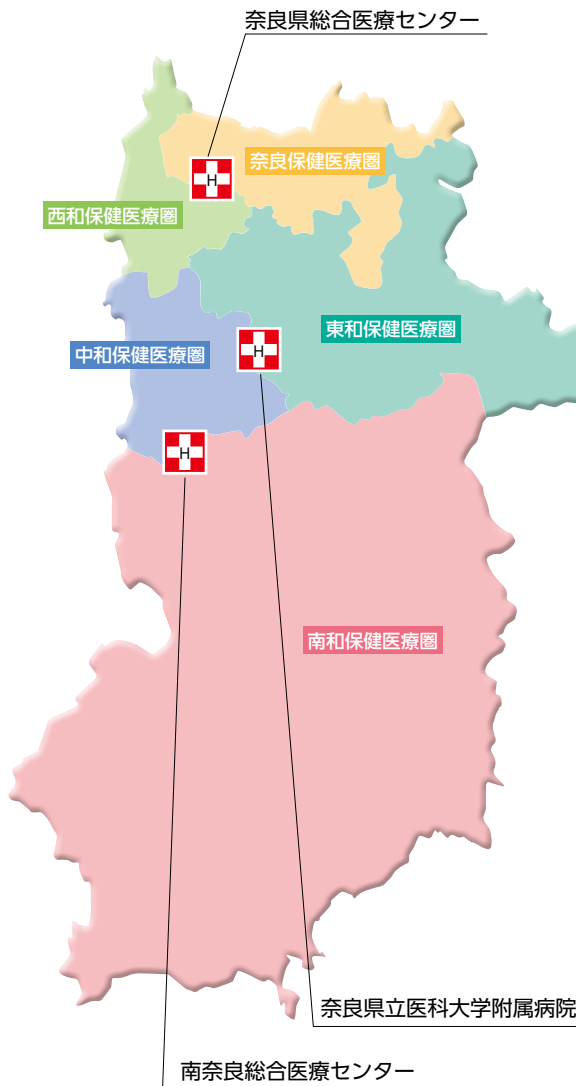 奈良県総合医療センター
奈良保健医療圏
H
西和保健医療圏
東和保健医療圏
中和保健医療圏
H
H
南和保健医療圏
奈良県立医科大学附属病院
南奈良総合医療センター